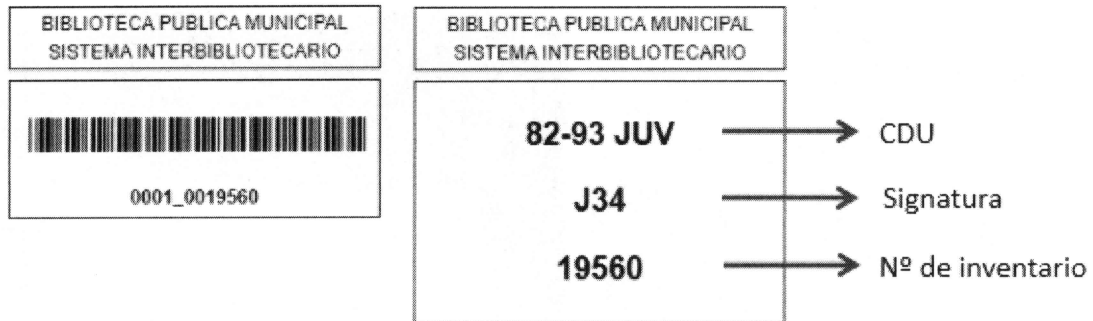 BIBLIOTECA PUBLICA MUNICIPAL
SISTEMA INTERBIBLIOTECARIO
0001_0019560
BIBLIOTECA PUBLICA MUNICIPAL
SISTEMA INTERBIBLIOTECARIO
82-93 JUV CDU
J34 Signatura
19560 Nº de inventario